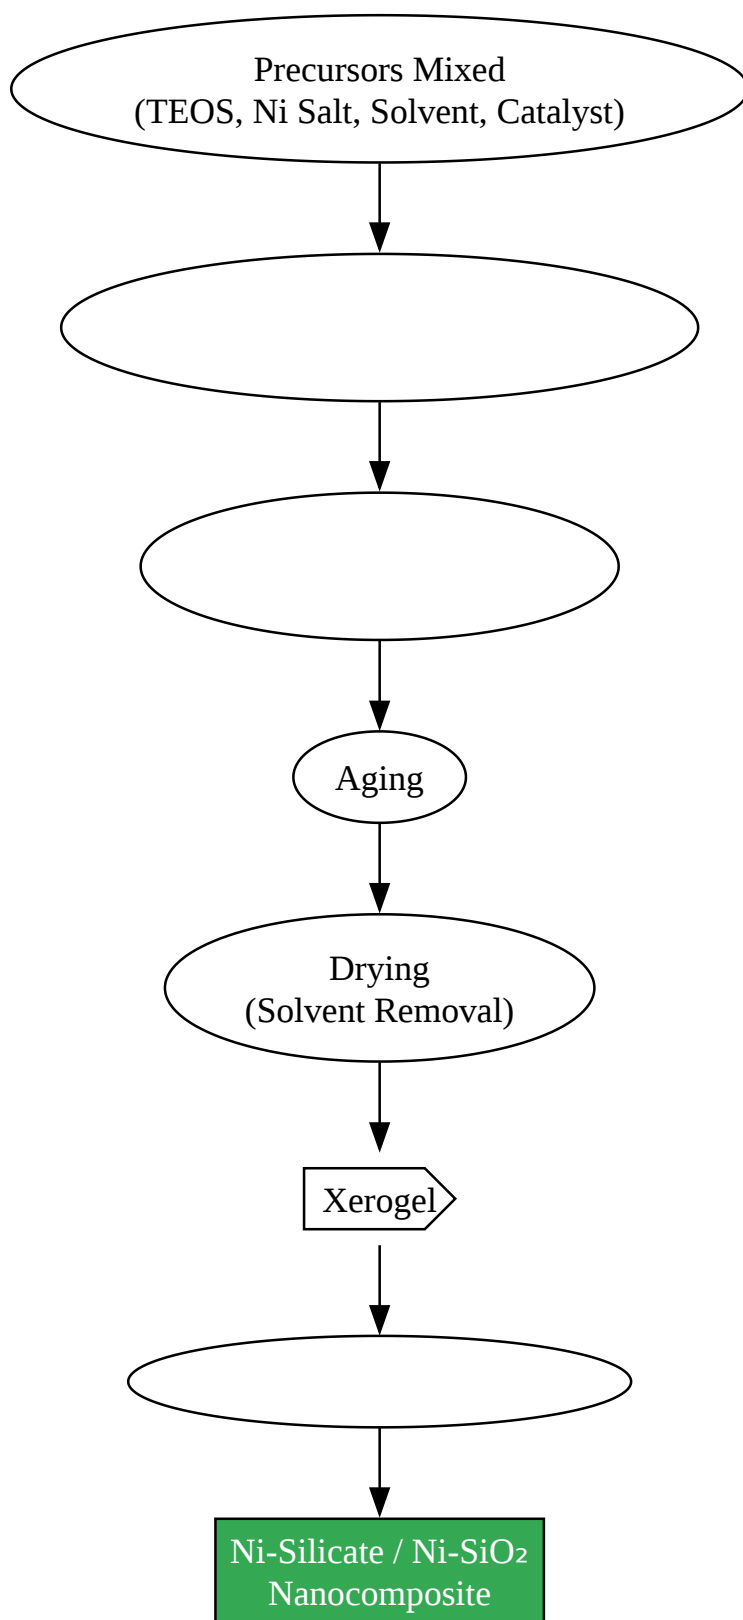 Precursors Mixed
(TEOS, Ni Salt, Solvent, Catalyst)
Aging
Drying
(Solvent Removal)
Xerogel
Ni-Silicate / Ni-SiO₂
Nanocomposite